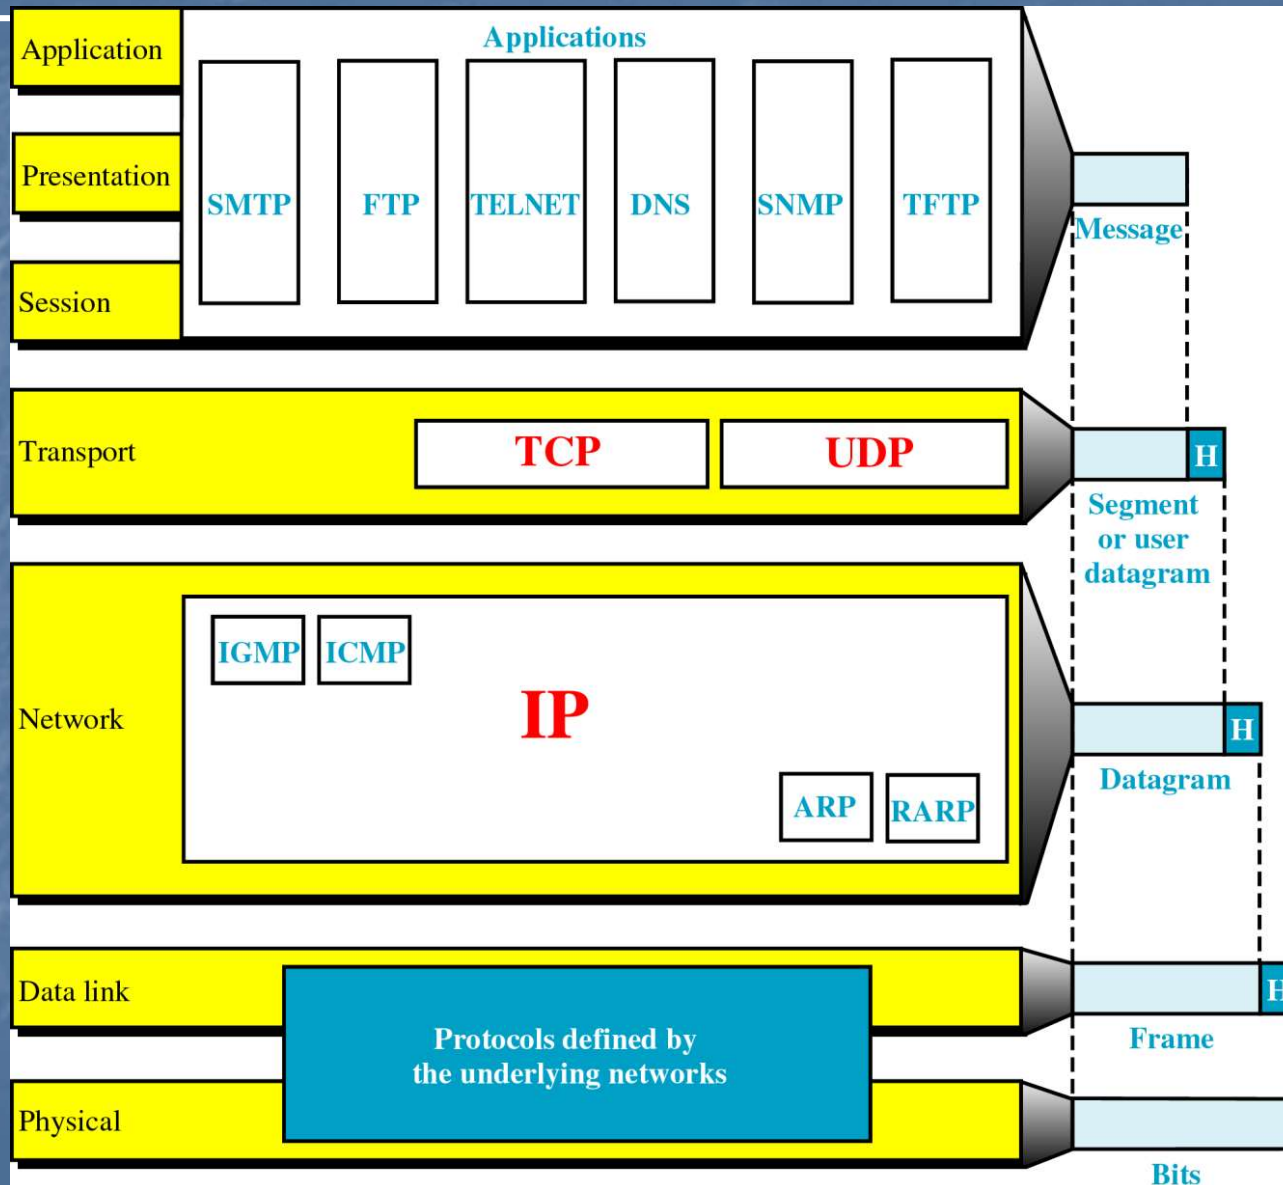 Application
Applications
Presentation
SMTP
FTP
TELNET
DNS
SNMP
TFTP
Message
Session
Transport
TCP
UDP
H
Segment
or user
datagram
IGMP
ICMP
Network
IP
H
Datagram
ARP
RARP
Data link
H
Protocols defined by
the underlying networks
Frame
Physical
Bits